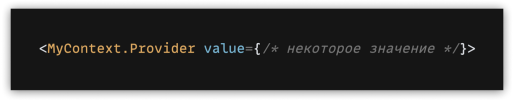 <MyContext.Provider value={/* некоторое значение */}>